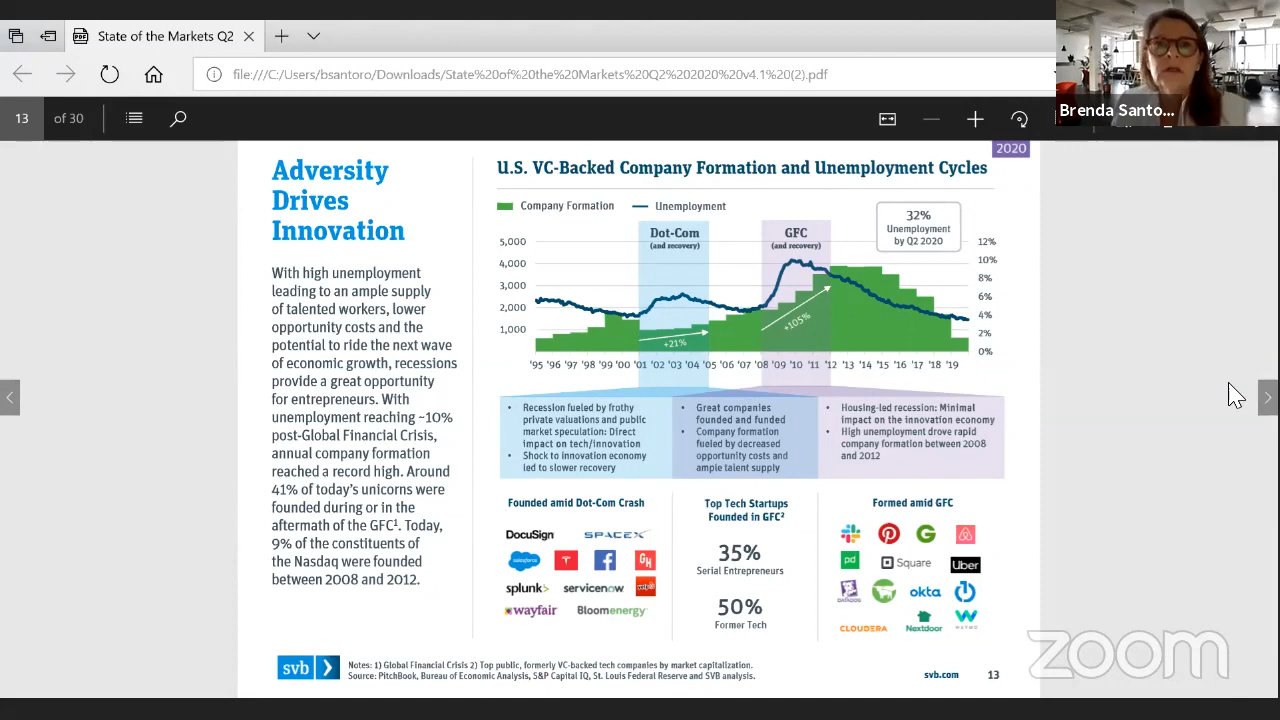 State of the Markets Q2
file:///C:/Users/bsantoro/Downloads/State%20of%20the%20Markets%20Q2%202020%20v4.1%20(2).pdf
Brenda Santo...
13 of 30
2020
Adversity
Drives
Innovation
With high unemployment
leading to an ample supply
of talented workers, lower
opportunity costs and the
potential to ride the next wave
of economic growth, recessions
provide a great opportunity
for entrepreneurs. With
unemployment reaching ~10%
post-Global Financial Crisis,
annual company formation
reached a record high. Around
41% of today's unicorns were
founded during or in the
aftermath of the GFC¹. Today,
9% of the constituents of
the Nasdaq were founded
between 2008 and 2012.
U.S. VC-Backed Company Formation and Unemployment Cycles
Company Formation Unemployment
32%
Unemployment
by Q2 2020
Dot-Com
(and recovery)
GFC
(and recovery)
5,000
4,000
3,000
2,000
1,000
12%
10%
8%
6%
4%
2%
0%
+21%
+105%
'95 '96 '97 '98 '99 '00 '01 '02 '03 '04 '05 '06 '07 '08 '09 '10 '11 '12 '13 '14 '15 '16 '17 '18 '19
• Recession fueled by frothy
private valuations and public
market speculation: Direct
impact on tech/innovation
• Shock to innovation economy
led to slower recovery
• Great companies
founded and funded
• Company formation
fueled by decreased
opportunity costs and
ample talent supply
• Housing-led recession: Minimal
impact on the innovation economy
• High unemployment drove rapid
company formation between 2008
and 2012
Founded amid Dot-Com Crash
DocuSign SPACEX
salesforce T f GH
splunk> servicenow
wayfair Bloomenergy
Top Tech Startups
Founded in GFC²
35%
Serial Entrepreneurs
50%
Former Tech
Formed amid GFC
G
pd Square Uber
DATADOG okta
CLOUDERA Nextdoor WAYMO
svb
Notes: 1) Global Financial Crisis 2) Top public, formerly VC-backed tech companies by market capitalization.
Source: PitchBook, Bureau of Economic Analysis, S&P Capital IQ, St. Louis Federal Reserve and SVB analysis.
svb.com 13
zoom